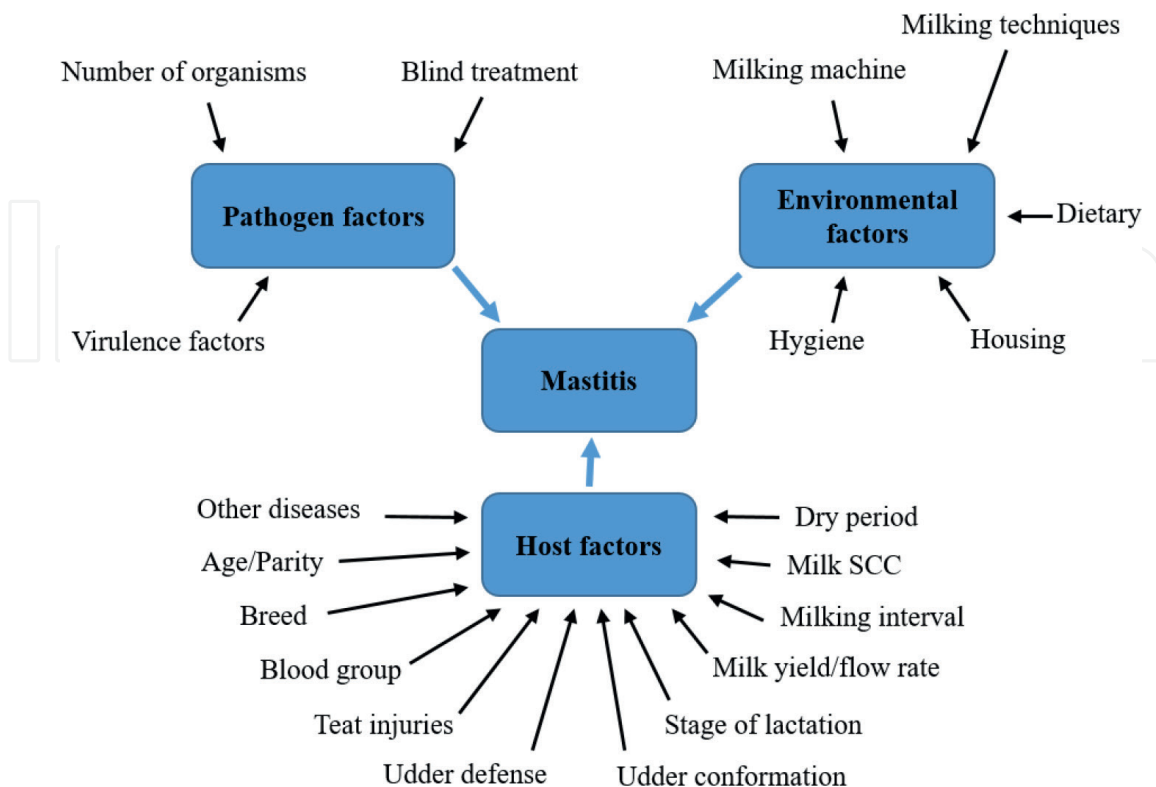 Milking techniques
Number of organisms
Blind treatment
Milking machine
Pathogen factors
Environmental
factors
Dietary
Virulence factors
Hygiene
Housing
Mastitis
Other diseases
Dry period
Host factors
Age/Parity
Milk SCC
Breed
Milking interval
Blood group
Milk yield/flow rate
Teat injuries
Stage of lactation
Udder defense
Udder conformation